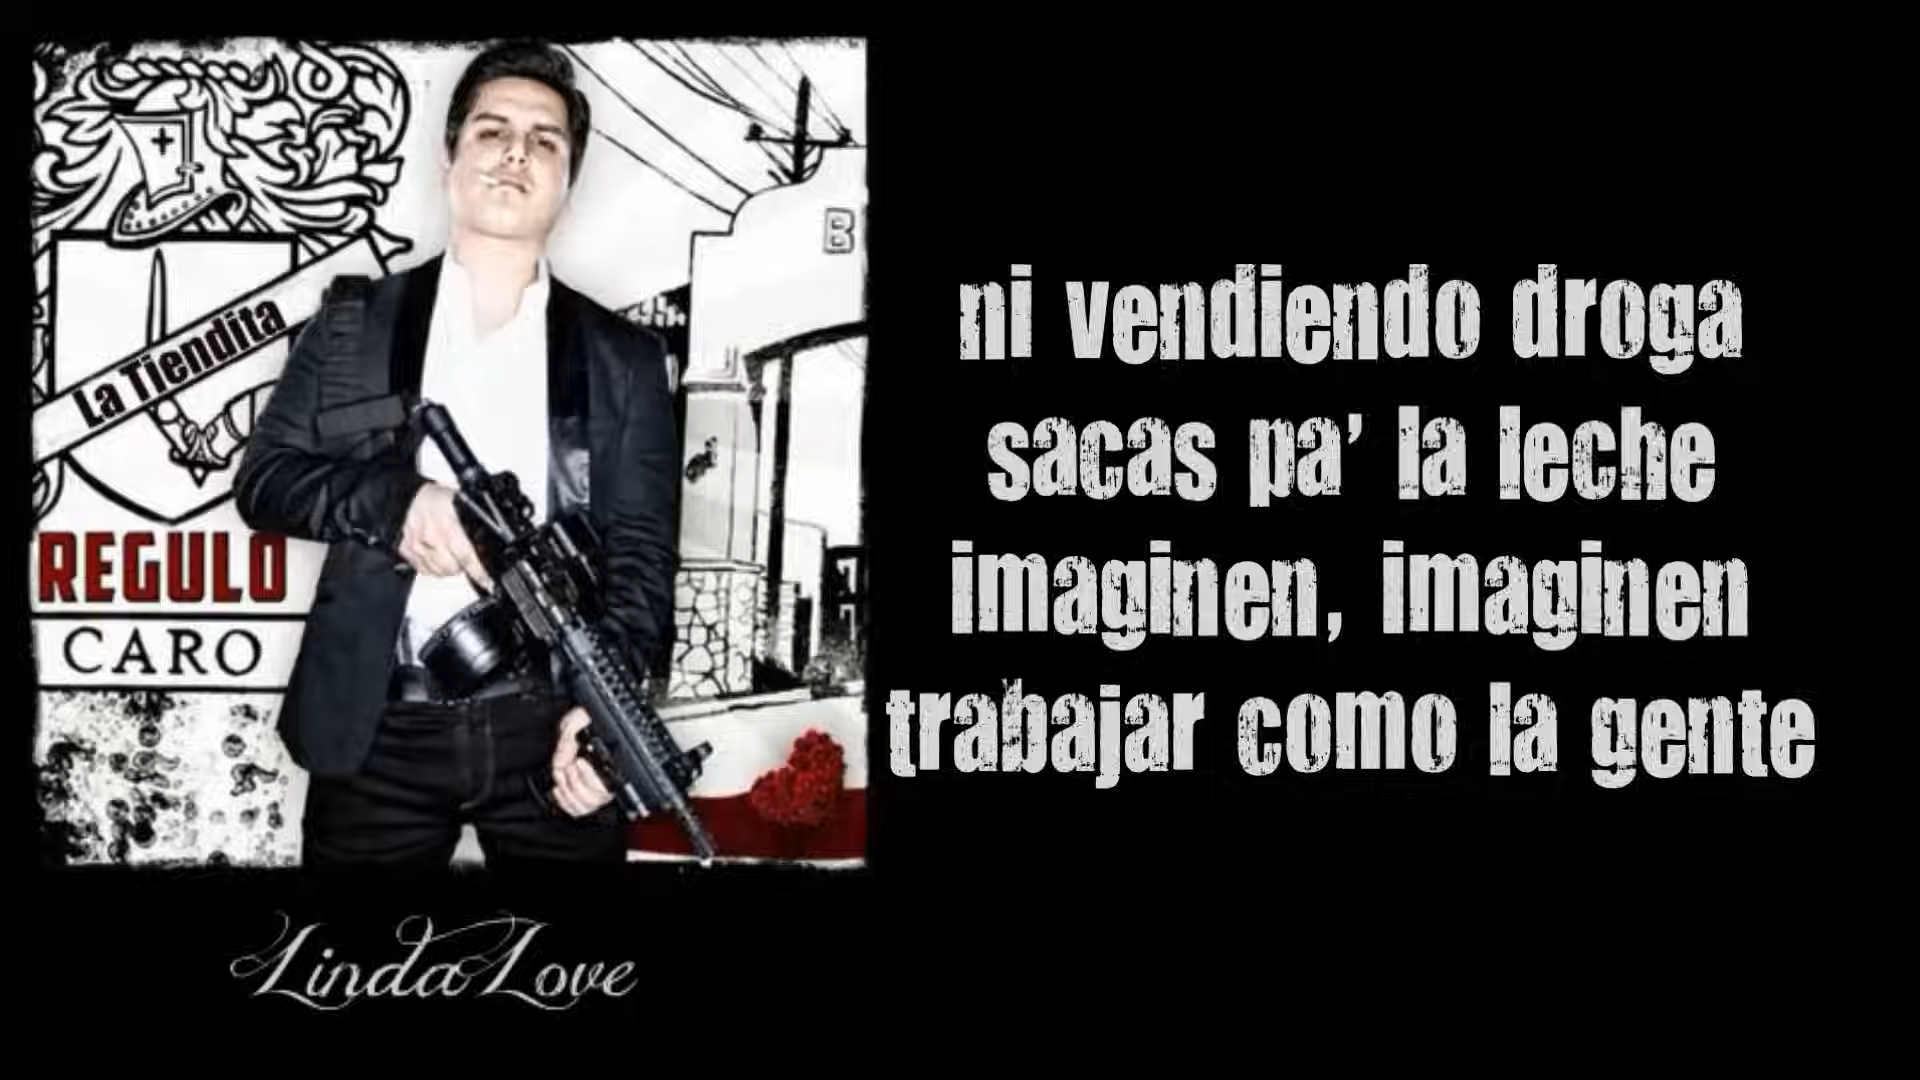 B
La Tiendita
REGULO
CARO
Linda Love
ni vendiendo droga
sacas pa' la leche
imaginen, imaginen
trabajar como la gente